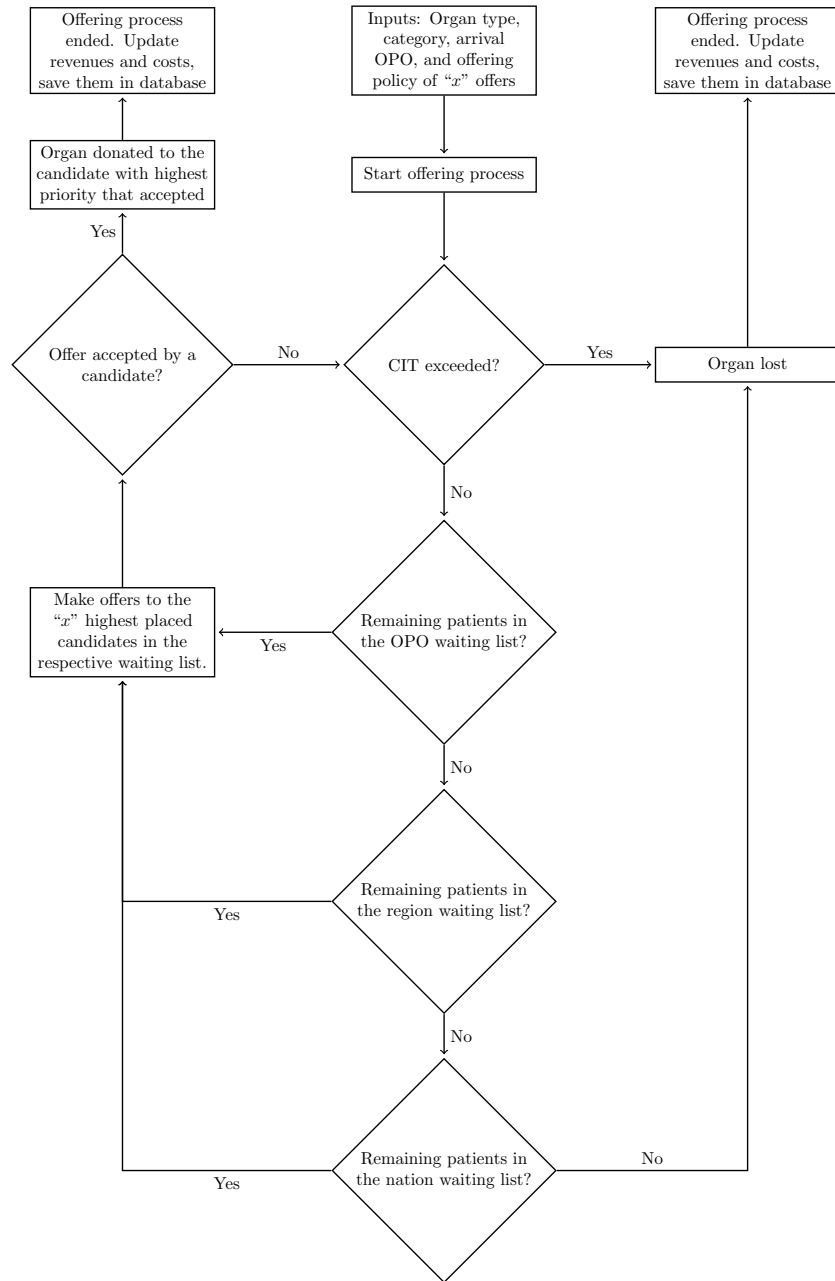 Offering process
ended. Update
revenues and costs,
save them in database
Inputs: Organ type,
category, arrival
OPO, and offering
policy of “x” offers
Offering process
ended. Update
revenues and costs,
save them in database
Organ donated to the
candidate with highest
priority that accepted
Start offering process
Yes
Offer accepted by a
candidate?
No
CIT exceeded?
Yes
Organ lost
No
Make offers to the
“x” highest placed
candidates in the
respective waiting list.
Yes
Remaining patients in
the OPO waiting list?
No
Remaining patients in
the region waiting list?
Yes
No
Remaining patients in
the nation waiting list?
Yes
No